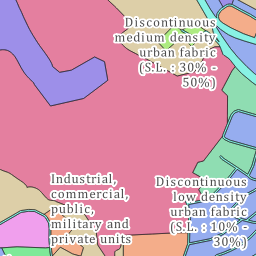 Discontinuous
medium density
urban fabric
(S.L. : 30% -
50%)
Industrial,
commercial,
public,
military and
private units
Discontinuous
low density
urban fabric
(S.L. : 10% -
30%)